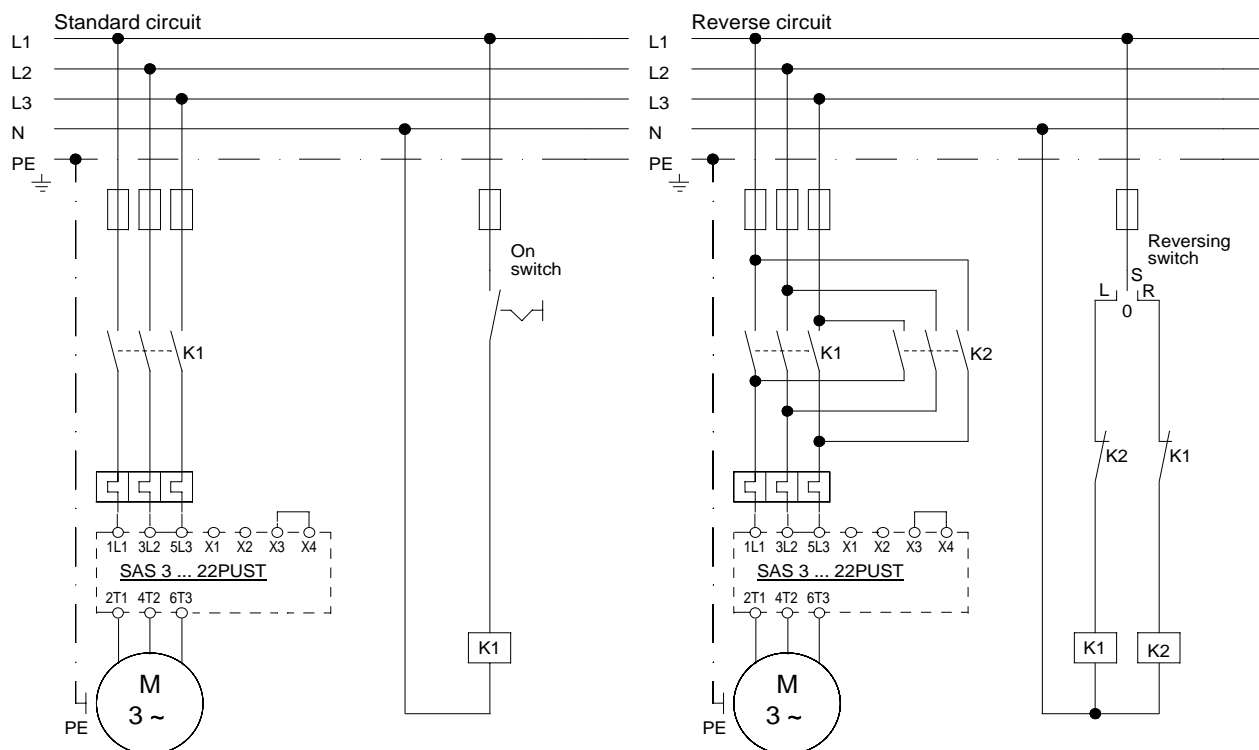 Standard circuit
L1
L2
L3
N
PE
On
switch
K1
1L1 3L2 5L3 X1 X2 X3 X4
SAS 3 ... 22PUST
2T1 4T2 6T3
K1
M
3 ~
PE
Reverse circuit
L1
L2
L3
N
PE
Reversing
switch
S
L R
0
K1
K2
K2
K1
1L1 3L2 5L3 X1 X2 X3 X4
SAS 3 ... 22PUST
2T1 4T2 6T3
K1
K2
M
3 ~
PE